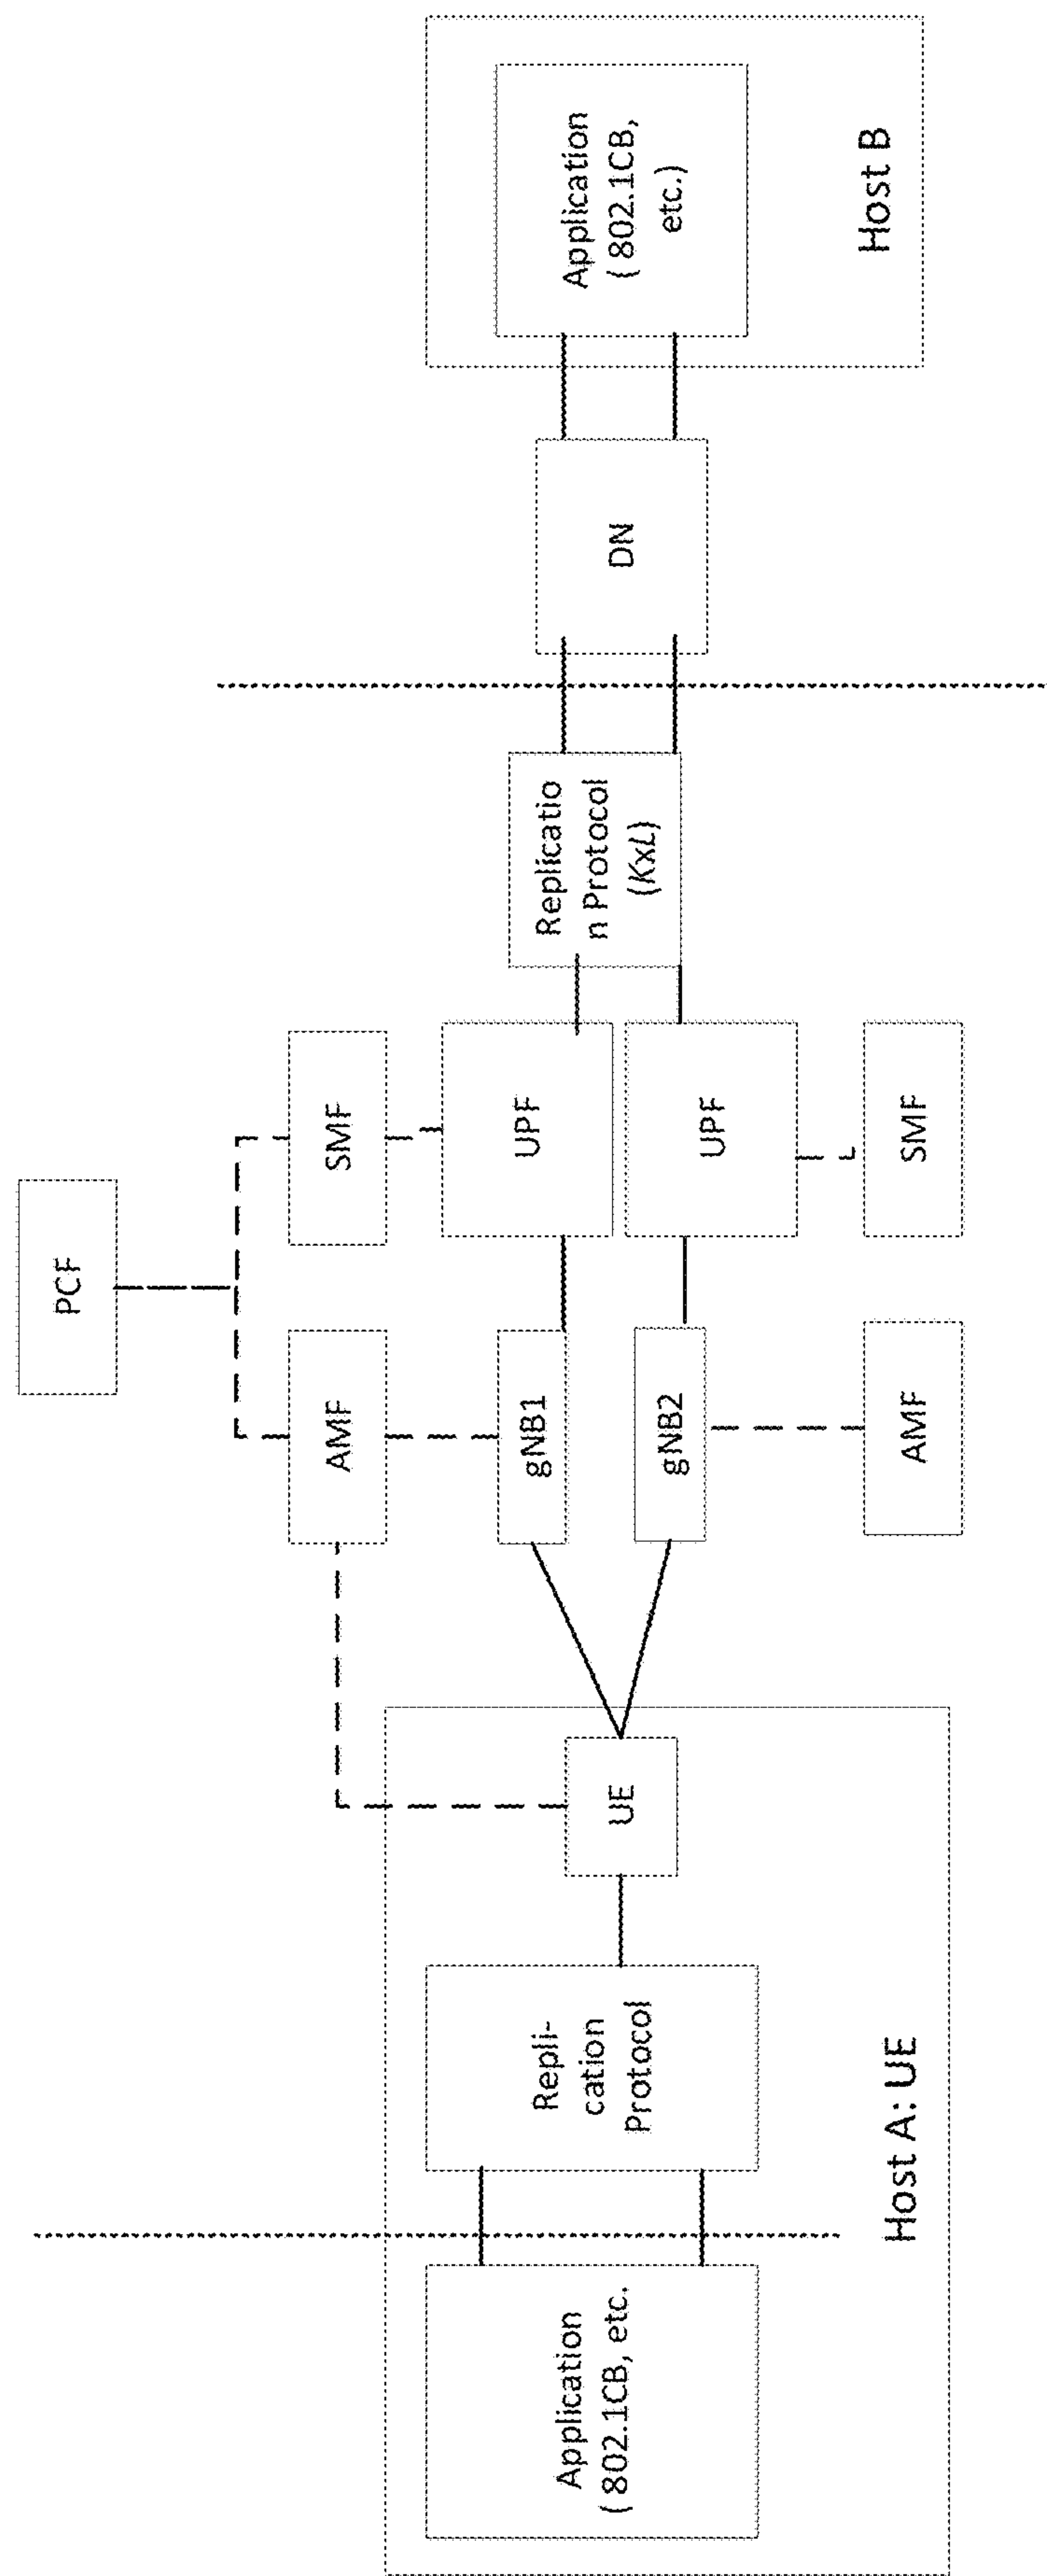 PCF
AMF
SMF
Application
( 802.1CB, etc.
Repli-
cation
Protocol
UE
gNB1
gNB2
UPF
UPF
Replicatio
n Protocol
(KxL)
DN
Application
( 802.1CB,
etc.)
AMF
SMF
Host A: UE
Host B